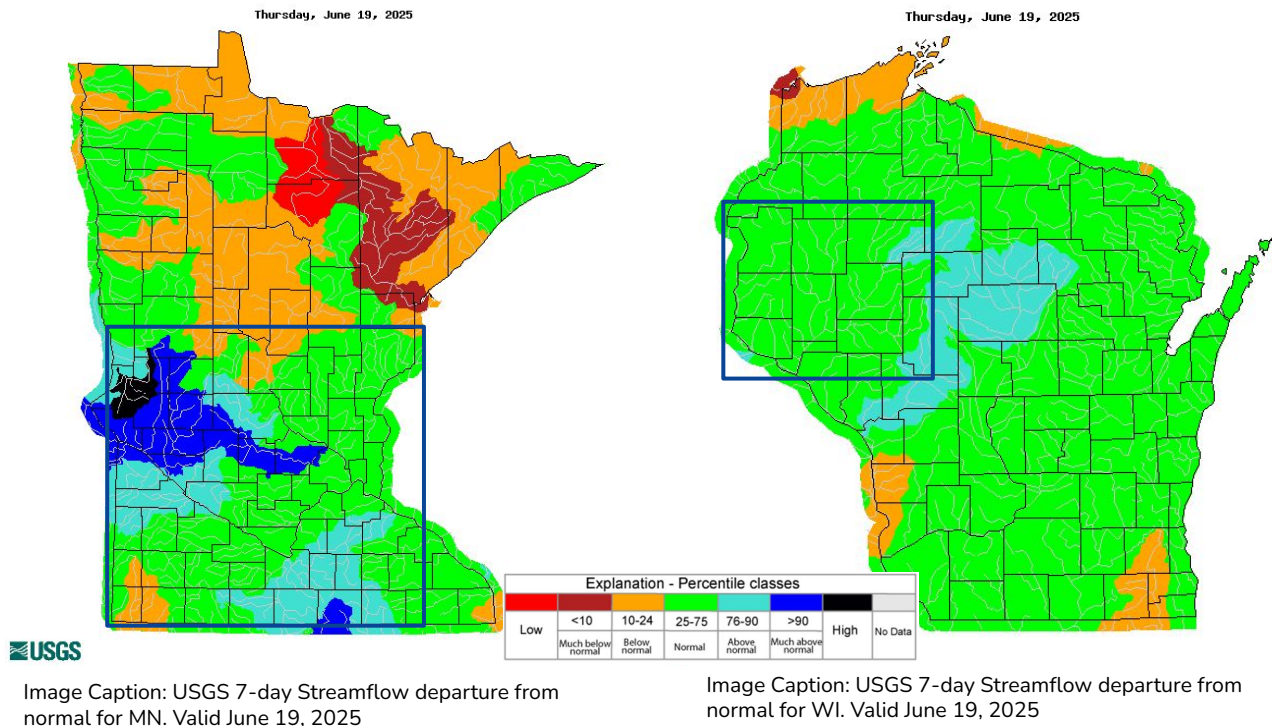 Thursday, June 19, 2025
Thursday, June 19, 2025
Explanation - Percentile classes
Low
<10
10-24
25-75
76-90
>90
High
No Data
Much below
normal
Below
normal
Normal
Above
normal
Much above
normal
USGS
Image Caption: USGS 7-day Streamflow departure from
normal for MN. Valid June 19, 2025
Image Caption: USGS 7-day Streamflow departure from
normal for WI. Valid June 19, 2025